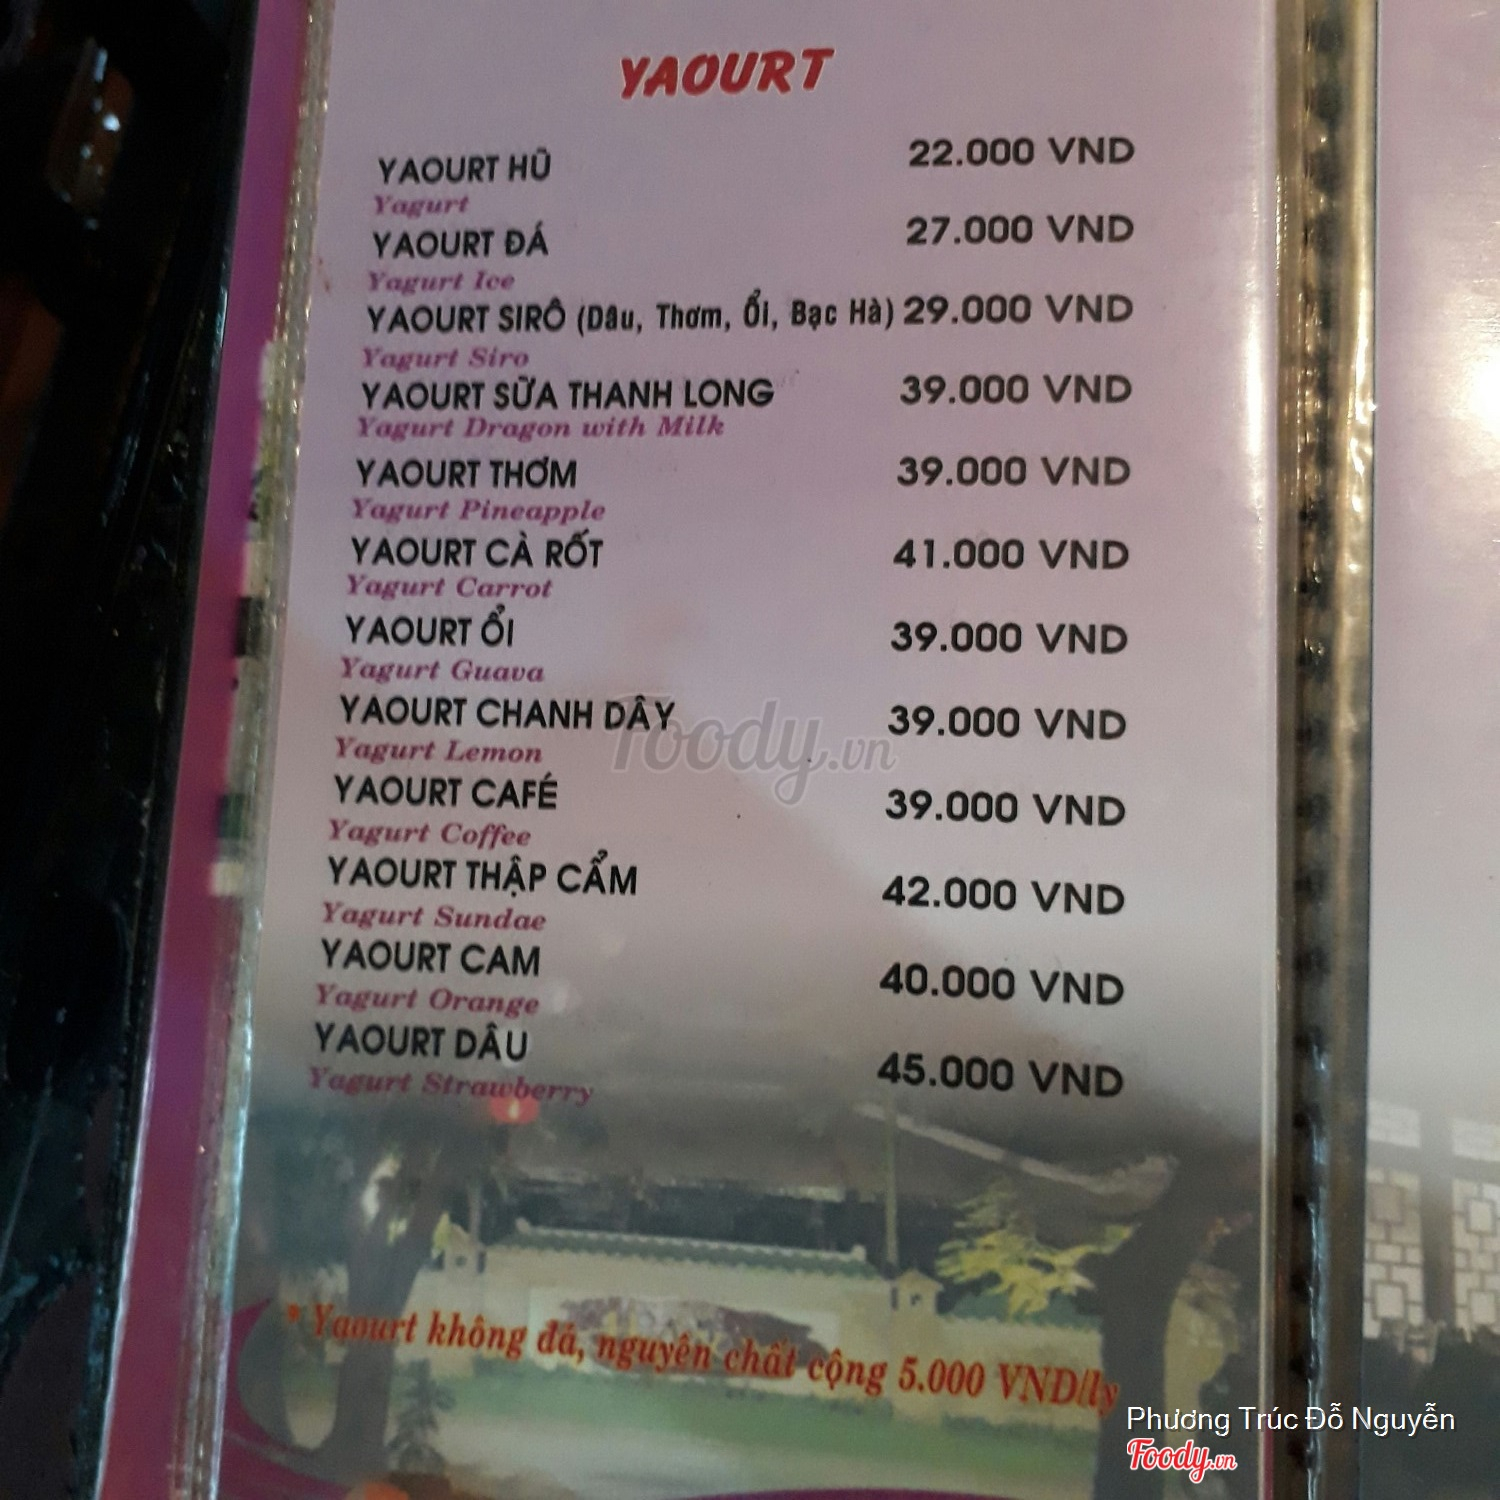 YAOURT
YAOURT HŨ 22.000 VND
Yagurt
YAOURT ĐÁ 27.000 VND
Yagurt Ice
YAOURT SIRÔ (Dâu, Thơm, Ổi, Bạc Hà) 29.000 VND
Yagurt Siro
YAOURT SỮA THANH LONG 39.000 VND
Yagurt Dragon with Milk
YAOURT THƠM 39.000 VND
Yagurt Pineapple
YAOURT CÀ RỐT 41.000 VND
Yagurt Carrot
YAOURT ỔI 39.000 VND
Yagurt Guava
YAOURT CHANH DÂY 39.000 VND
Yagurt Lemon
YAOURT CAFÉ 39.000 VND
Yagurt Coffee
YAOURT THẬP CẨM 42.000 VND
Yagurt Sundae
YAOURT CAM 40.000 VND
Yagurt Orange
YAOURT DÂU 45.000 VND
Yagurt Strawberry
* Yaourt không đá, nguyên chất cộng 5.000 VND/ly
Foody.vn
Phương Trúc Đỗ Nguyễn
Foody.vn